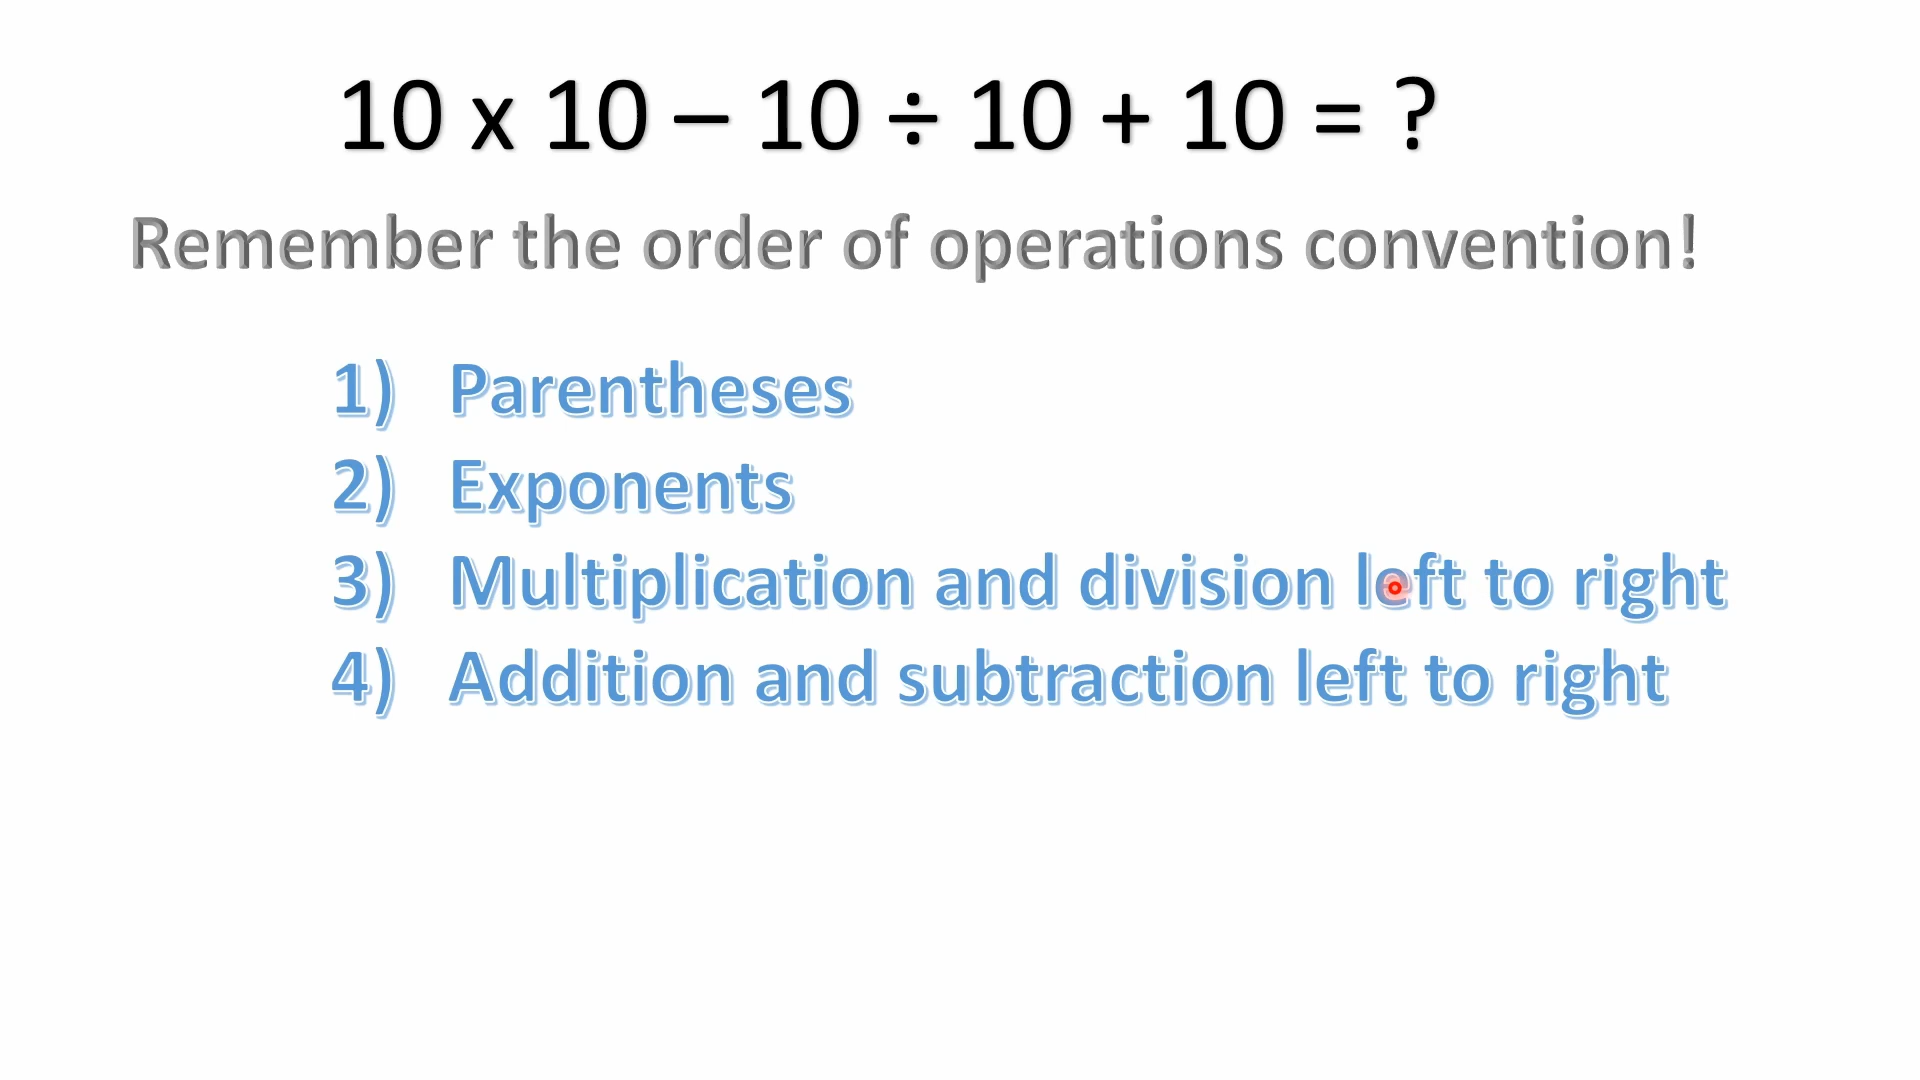 10 x 10 – 10 ÷ 10 + 10 = ?
Remember the order of operations convention!
1) Parentheses
2) Exponents
3) Multiplication and division left to right
4) Addition and subtraction left to right